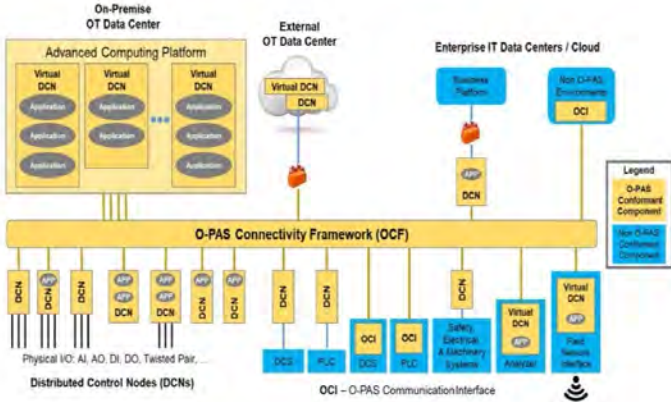 On-Premise
OT Data Center
Advanced Computing Platform
Virtual
DCN
Application
Application
Application
Virtual
DCN
Application
Application
Virtual
DCN
Application
Application
Application
External
OT Data Center
Virtual DCN
DCN
Enterprise IT Data Centers / Cloud
Business
Platform
APP
DCN
Non O-PAS
Environments
OCI
Legend
O-PAS
Conformant
Component
Non O-PAS
Conformant
Component
O-PAS Connectivity Framework (OCF)
DCN
APP
DCN
DCN
APP
APP
DCN
APP
APP
DCN
APP
DCN
APP
DCN
DCN
DCS
DCN
PLC
OCI
DCS
OCI
PLC
DCN
Safety,
Electrical
& Machinery
Systems
Virtual
DCN
APP
Analyzer
Virtual
DCN
APP
Field
Network
Interface
Physical I/O: AI, AO, DI, DO, Twisted Pair, ...
Distributed Control Nodes (DCNs)
OCI – O-PAS Communication Interface